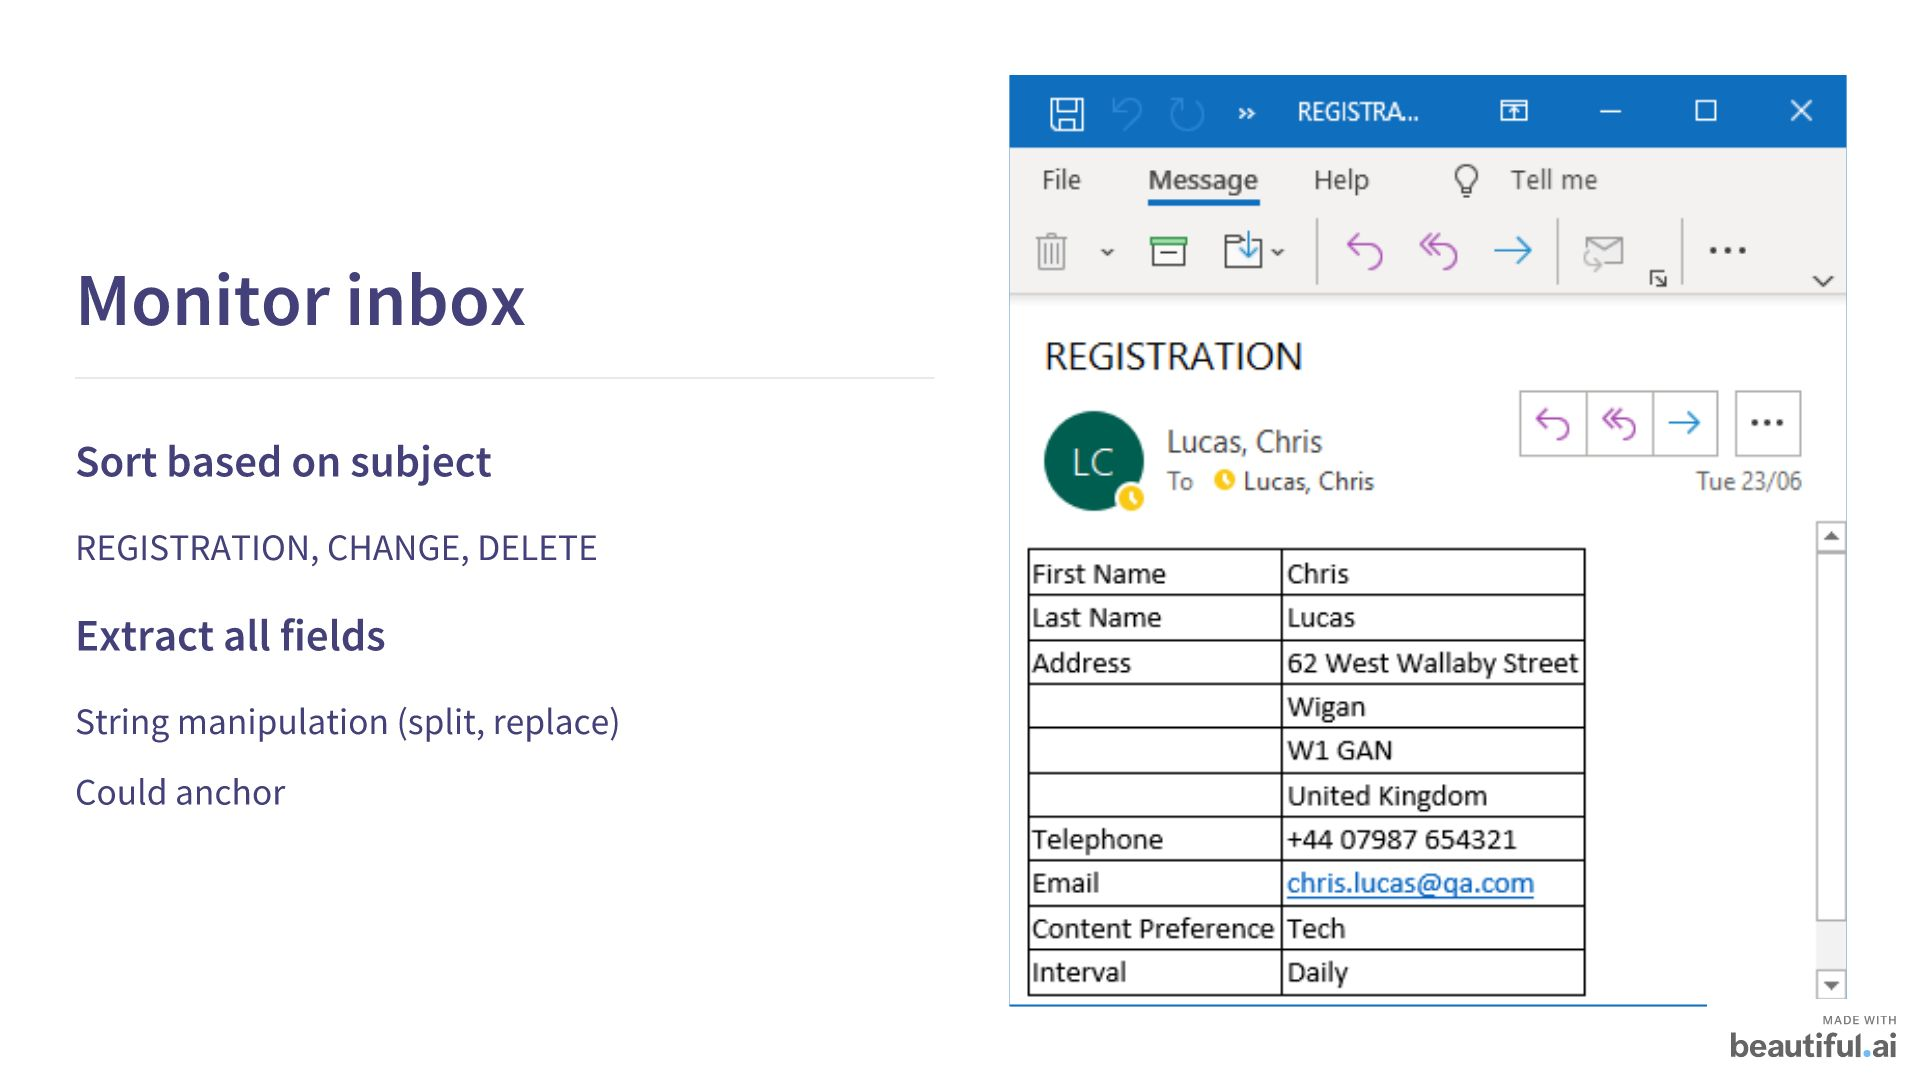 Monitor inbox
Sort based on subject
REGISTRATION, CHANGE, DELETE
Extract all fields
String manipulation (split, replace)
Could anchor
REGISTRA...
File Message Help Tell me
REGISTRATION
LC
Lucas, Chris
To Lucas, Chris
Tue 23/06
First Name Chris
Last Name Lucas
Address 62 West Wallaby Street
Wigan
W1 GAN
United Kingdom
Telephone +44 07987 654321
Email chris.lucas@qa.com
Content Preference Tech
Interval Daily
MADE WITH
beautiful.ai